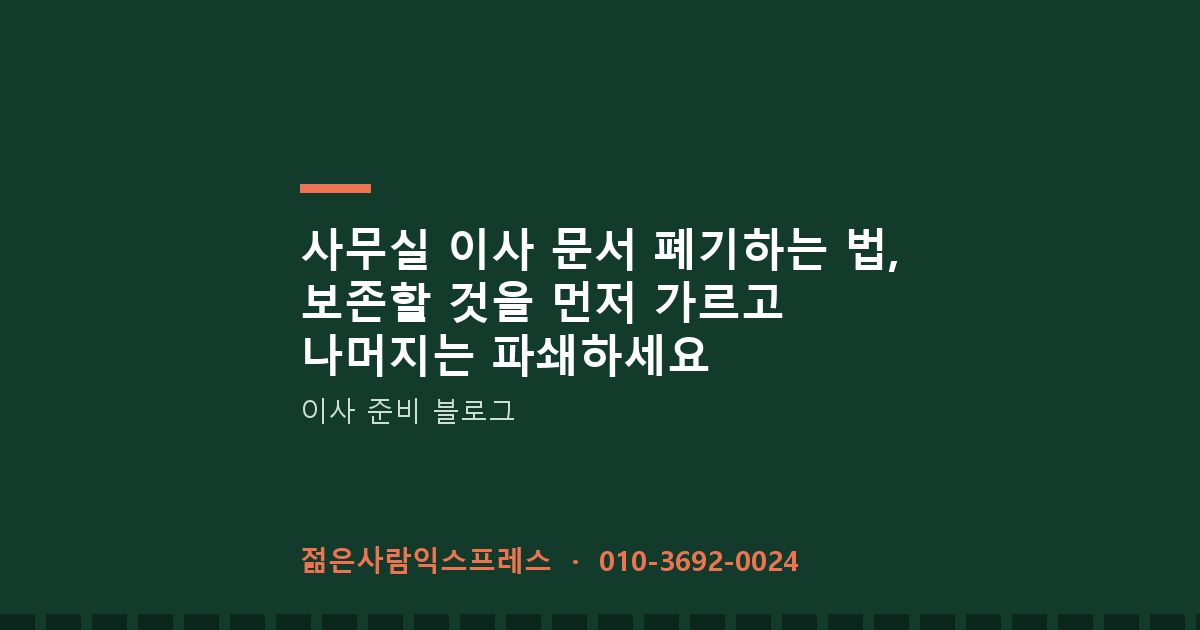 사무실 이사 문서 폐기하는 법,
보존할 것을 먼저 가르고
나머지는 파쇄하세요
이사 준비 블로그
젊은사람익스프레스 · 010-3692-0024